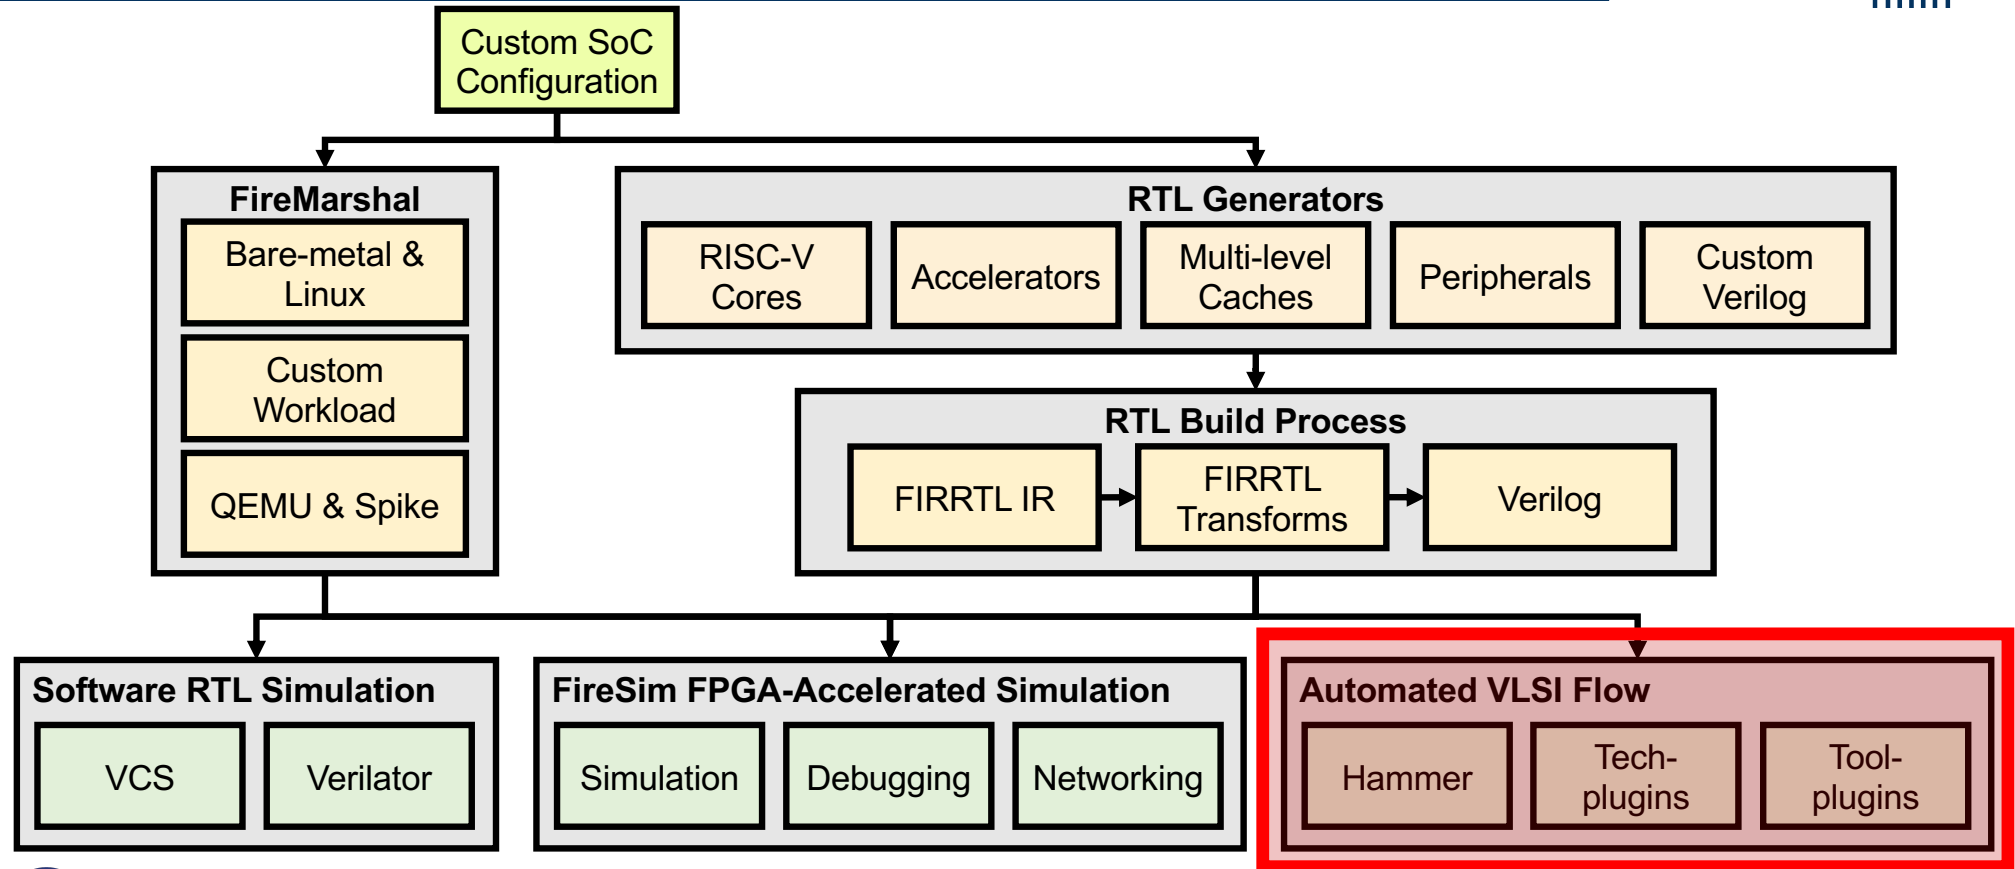 Custom SoC
Configuration
FireMarshal
Bare-metal &
Linux
Custom
Workload
QEMU & Spike
RTL Generators
RISC-V
Cores
Accelerators
Multi-level
Caches
Peripherals
Custom
Verilog
RTL Build Process
FIRRTL IR
FIRRTL
Transforms
Verilog
Software RTL Simulation
VCS
Verilator
FireSim FPGA-Accelerated Simulation
Simulation
Debugging
Networking
Automated VLSI Flow
Hammer
Tech-
plugins
Tool-
plugins